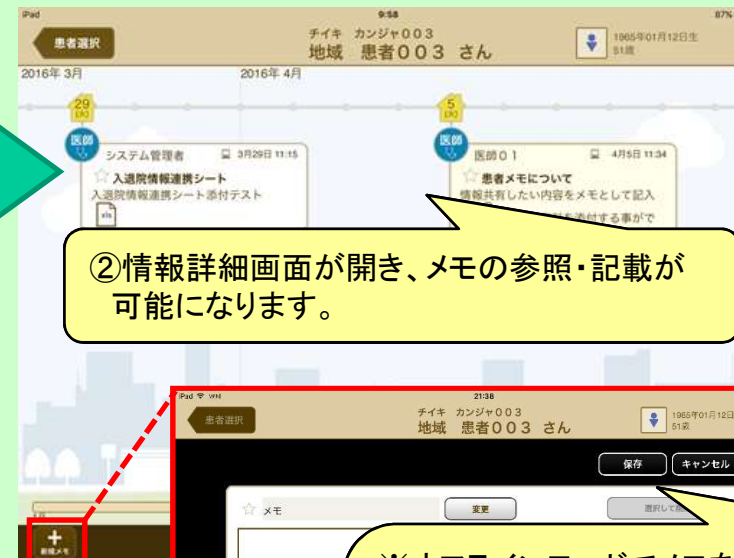 iPad
9:58
87%
患者選択
チイキ カンジャ003
地域 患者003 さん
1965年01月12日生
51歳
2016年 3月
2016年 4月
29
(火)
5
(火)
医師
システム管理者
3月29日 11:15
入退院情報連携シート
入退院情報連携シート添付テスト
xls
医師
医師01
4月5日 11:34
患者メモについて
情報共有したい内容をメモとして記入
添付する事がで
②情報詳細画面が開き、メモの参照・記載が
可能になります。
iPad
21:38
患者選択
チイキ カンジャ003
地域 患者003 さん
1965年01月12日
51歳
保存
キャンセル
メモ
変更
選択して
新規メモ